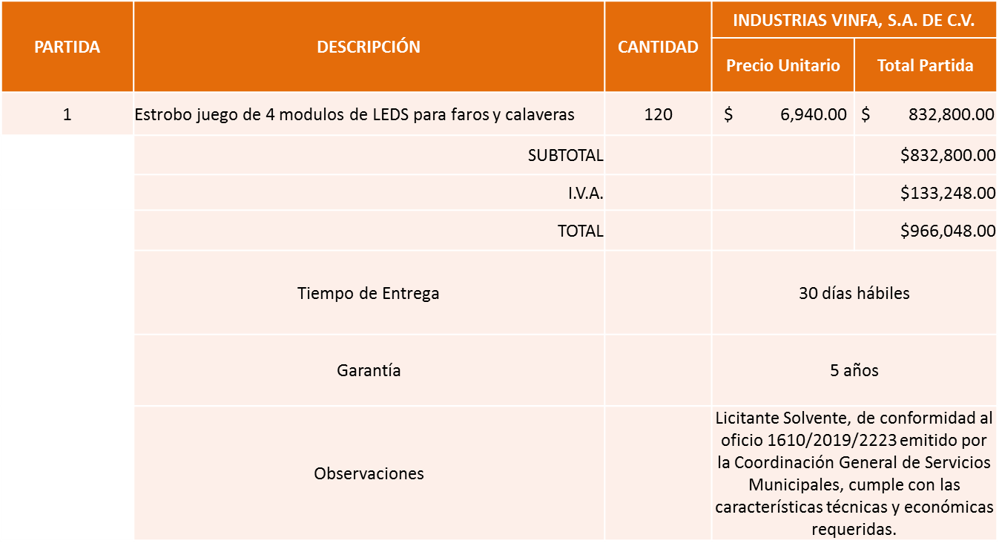 PARTIDA
DESCRIPCIÓN
CANTIDAD
INDUSTRIAS VINFA, S.A. DE C.V.
Precio Unitario
Total Partida
1
Estrobo juego de 4 modulos de LEDS para faros y calaveras
120
$ 6,940.00
$ 832,800.00
SUBTOTAL
$832,800.00
I.V.A.
$133,248.00
TOTAL
$966,048.00
Tiempo de Entrega
30 días hábiles
Garantía
5 años
Observaciones
Licitante Solvente, de conformidad al
oficio 1610/2019/2223 emitido por
la Coordinación General de Servicios
Municipales, cumple con las
características técnicas y económicas
requeridas.